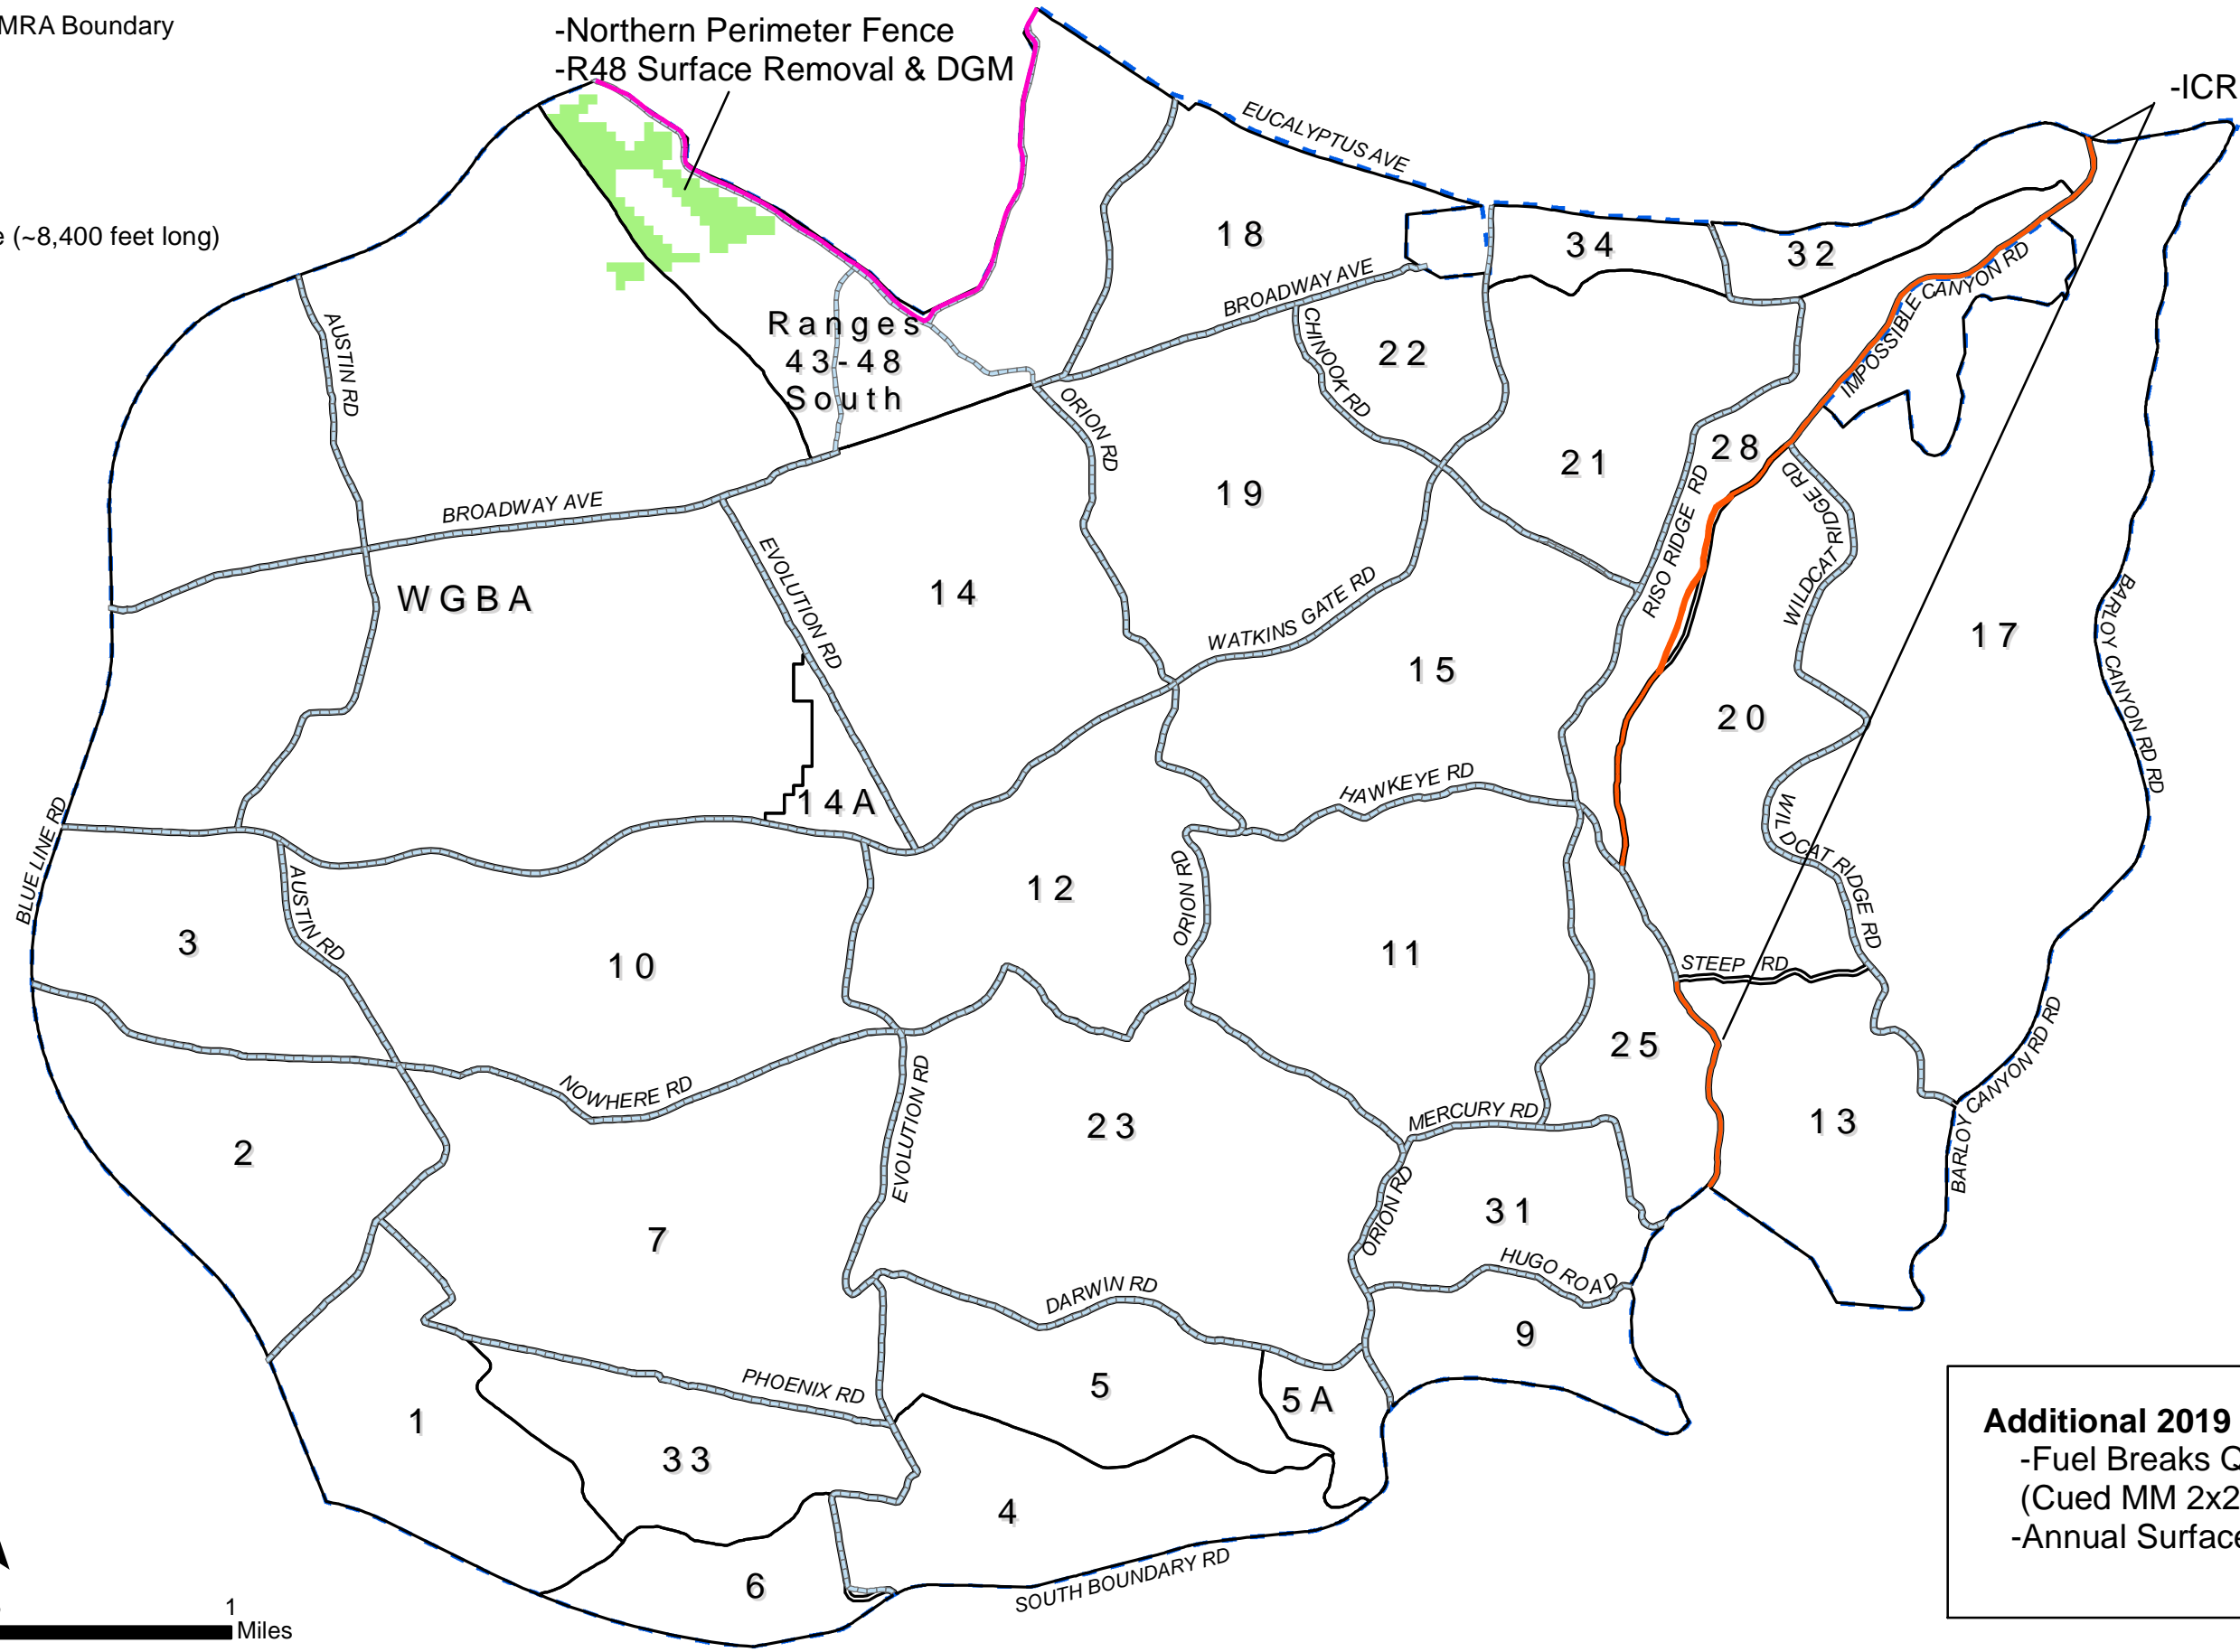 MRA Boundary
-Northern Perimeter Fence
-R48 Surface Removal & DGM
-ICR
EUCALYPTUS AVE
(~8,400 feet long)
18
34
32
BROADWAY AVE
IMPOSSIBLE CANYON RD
AUSTIN RD
Ranges
43-48
South
CHINOOK RD
22
ORION RD
28
21
19
RISO RIDGE RD
WILDCAT RIDGE RD
BROADWAY AVE
EVOLUTION RD
WGBA
14
WATKINS GATE RD
17
BARLOY CANYON RD RD
15
20
14A
HAWKEYE RD
WILDCAT RIDGE RD
BLUE LINE RD
AUSTIN RD
12
ORION RD
3
10
11
STEEP RD
25
NOWHERE RD
EVOLUTION RD
23
MERCURY RD
13
BARLOY CANYON RD RD
2
7
ORION RD
31
HUGO ROAD
DARWIN RD
9
PHOENIX RD
5
5A
1
33
4
6
SOUTH BOUNDARY RD
1
Miles
Additional 2019
-Fuel Breaks
(Cued MM 2x2
-Annual Surface